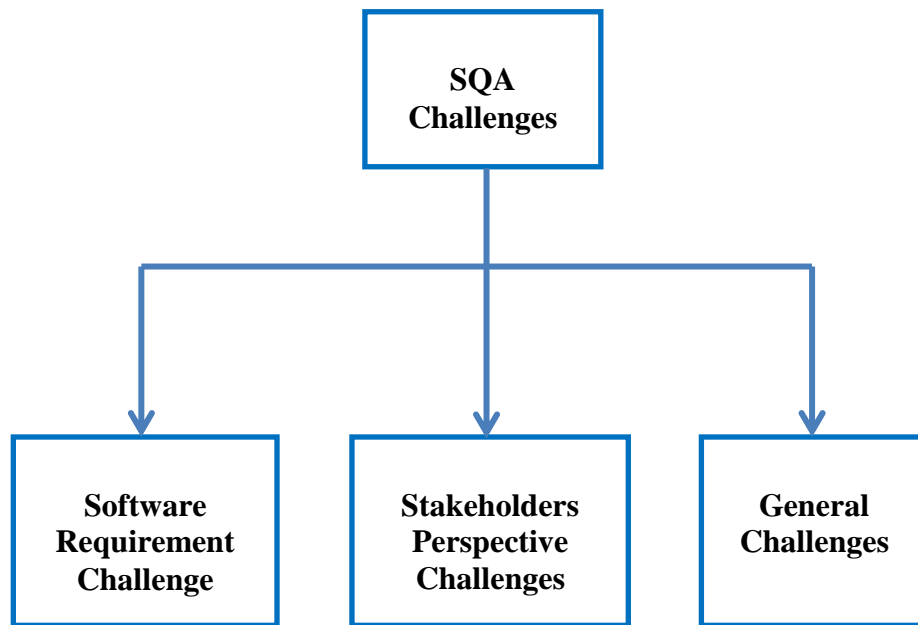 SQA
Challenges
Software
Requirement
Challenge
Stakeholders
Perspective
Challenges
General
Challenges